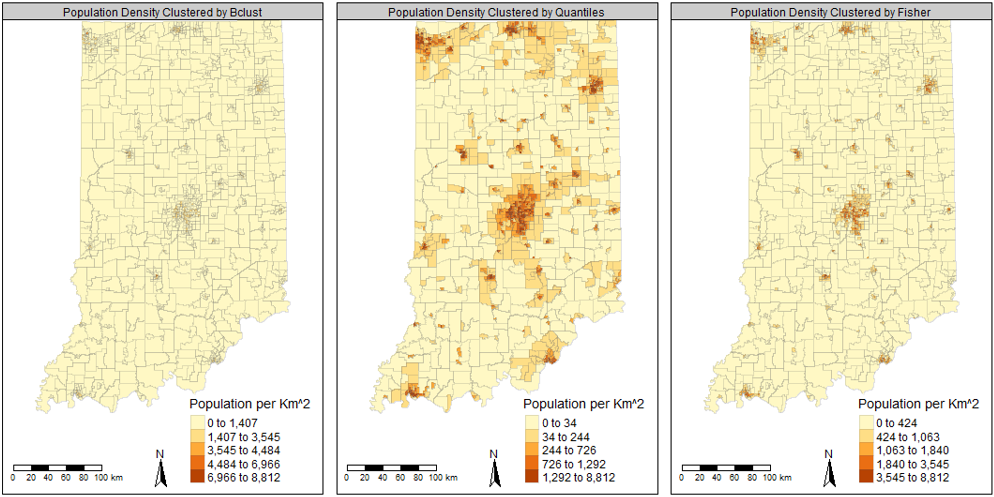 Population Density Clustered by Bclust
Population per Km^2
0 to 1,407
1,407 to 3,545
3,545 to 4,484
4,484 to 6,966
6,966 to 8,812
N
0 20 40 60 80 100 km
Population Density Clustered by Quantiles
Population per Km^2
0 to 34
34 to 244
244 to 726
726 to 1,292
1,292 to 8,812
N
0 20 40 60 80 100 km
Population Density Clustered by Fisher
Population per Km^2
0 to 424
424 to 1,063
1,063 to 1,840
1,840 to 3,545
3,545 to 8,812
N
0 20 40 60 80 100 km